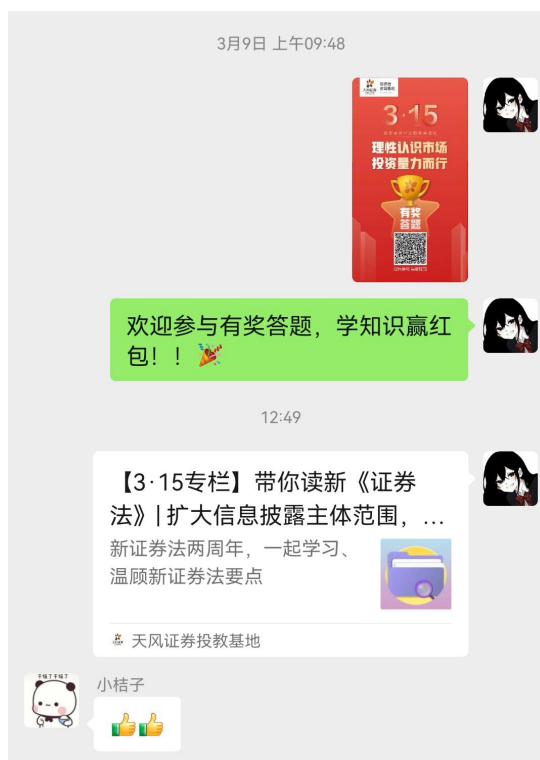 3月9日 上午09:48
天风证券
3·15
理性认识市场
投资量力而行
有奖
答题
欢迎参与有奖答题，学知识赢红
包！！
12:49
【3·15专栏】带你读新《证券
法》| 扩大信息披露主体范围，...
新证券法两周年，一起学习、
温顾新证券法要点
天风证券投教基地
小桔子